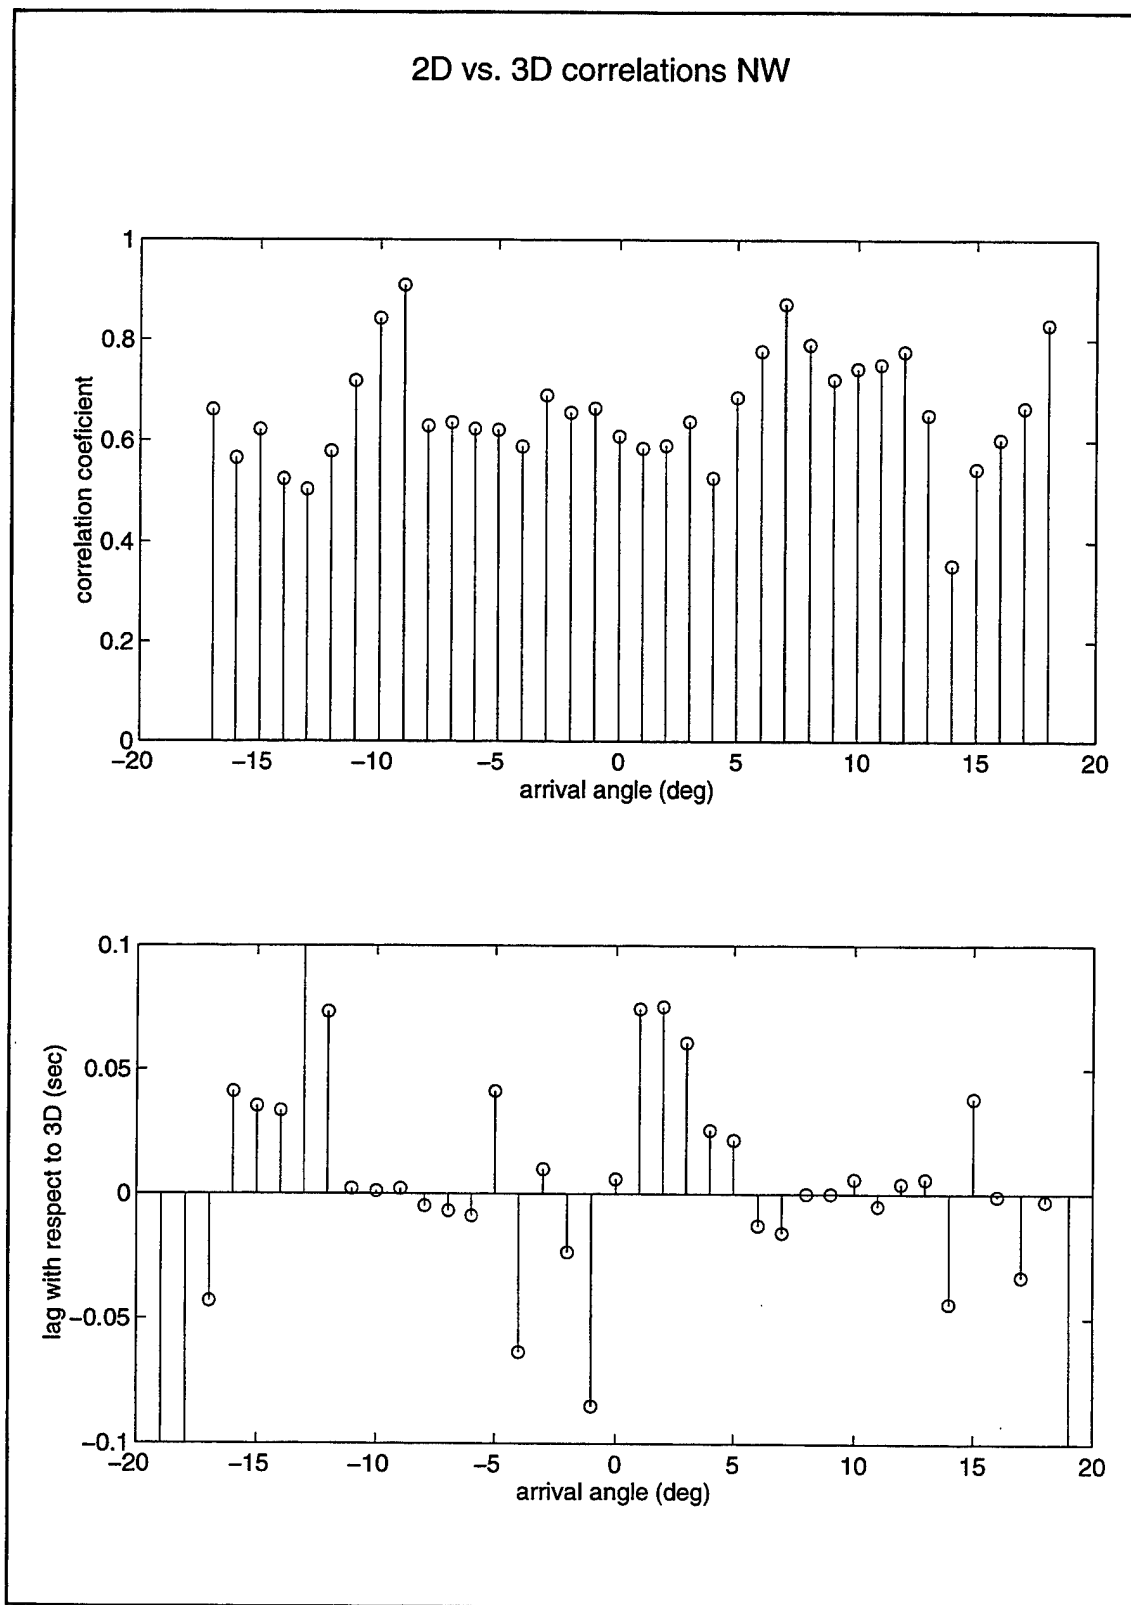 2D vs. 3D correlations NW
1
0.8
0.6
0.4
0.2
0
correlation coeficient
−20 −15 −10 −5 0 5 10 15 20
arrival angle (deg)
0.1
0.05
0
−0.05
−0.1
lag with respect to 3D (sec)
−20 −15 −10 −5 0 5 10 15 20
arrival angle (deg)